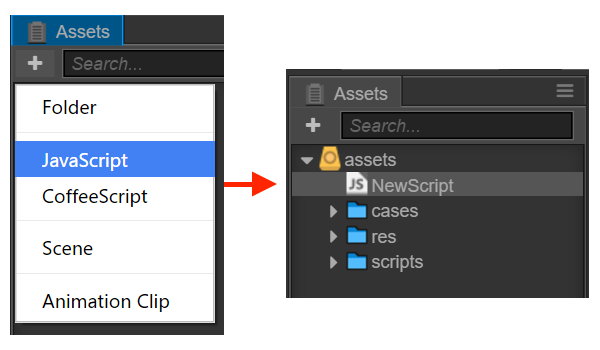 Assets
Search...
Folder
JavaScript
CoffeeScript
Scene
Animation Clip
Assets
Search...
assets
JS NewScript
cases
res
scripts